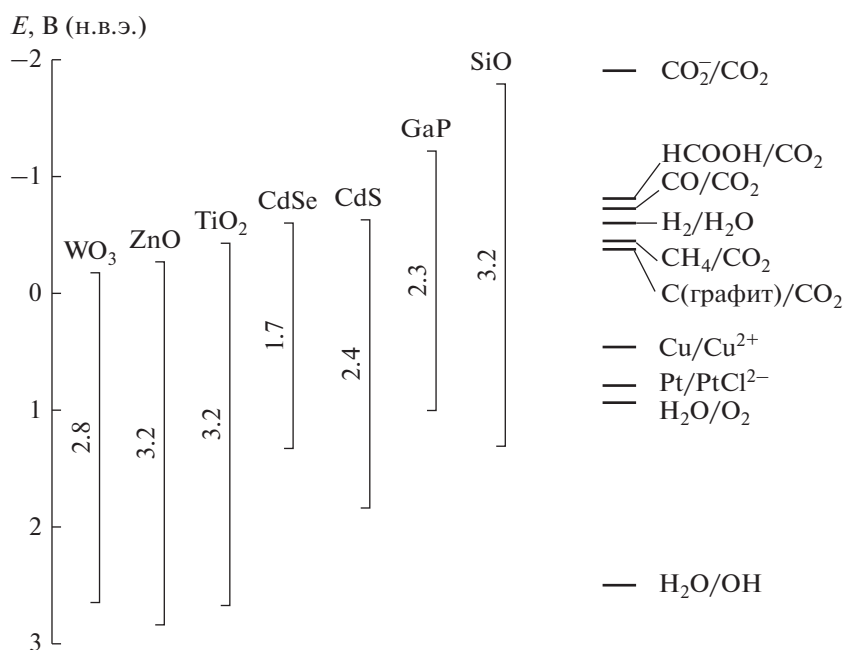 E, В (н.в.э.)
−2
−1
0
1
2
3
WO₃
2.8
ZnO
3.2
TiO₂
3.2
CdSe
1.7
CdS
2.4
GaP
2.3
SiO
3.2
CO₂⁻/CO₂
HCOOH/CO₂
CO/CO₂
H₂/H₂O
CH₄/CO₂
C(графит)/CO₂
Cu/Cu²⁺
Pt/PtCl²⁻
H₂O/O₂
H₂O/OH